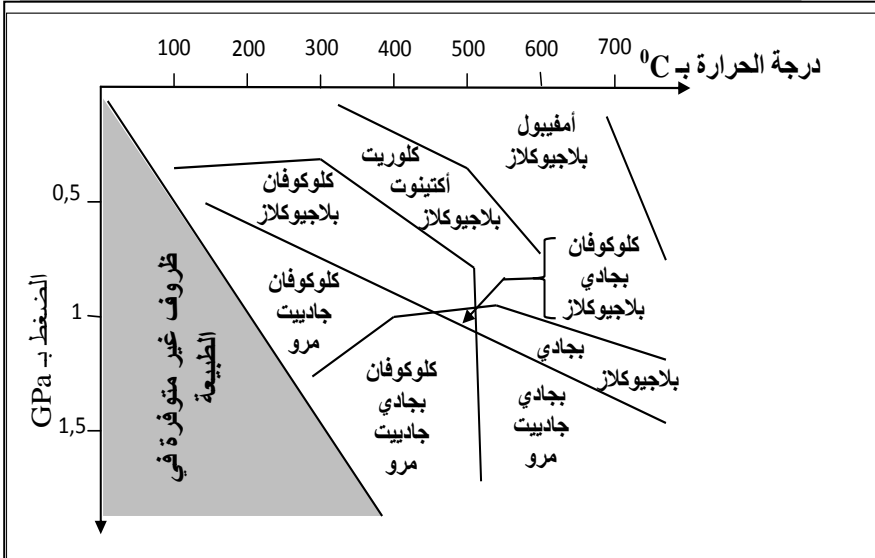 100 200 300 400 500 600 700
درجة الحرارة بـ ⁰C
أمفيبول
بلاجيوكلاز
كلوريت
أكتينوت
بلاجيوكلاز
كلوكوفان
بلاجيوكلاز
0,5
كلوكوفان
بجادي
بلاجيوكلاز
كلوكوفان
جادييت
مرو
1
بجادي
بلاجيوكلاز
كلوكوفان
بجادي
جادييت
مرو
بجادي
جادييت
مرو
1,5
الضغط بـ GPa
ظروف غير متوفرة في
الطبيعة